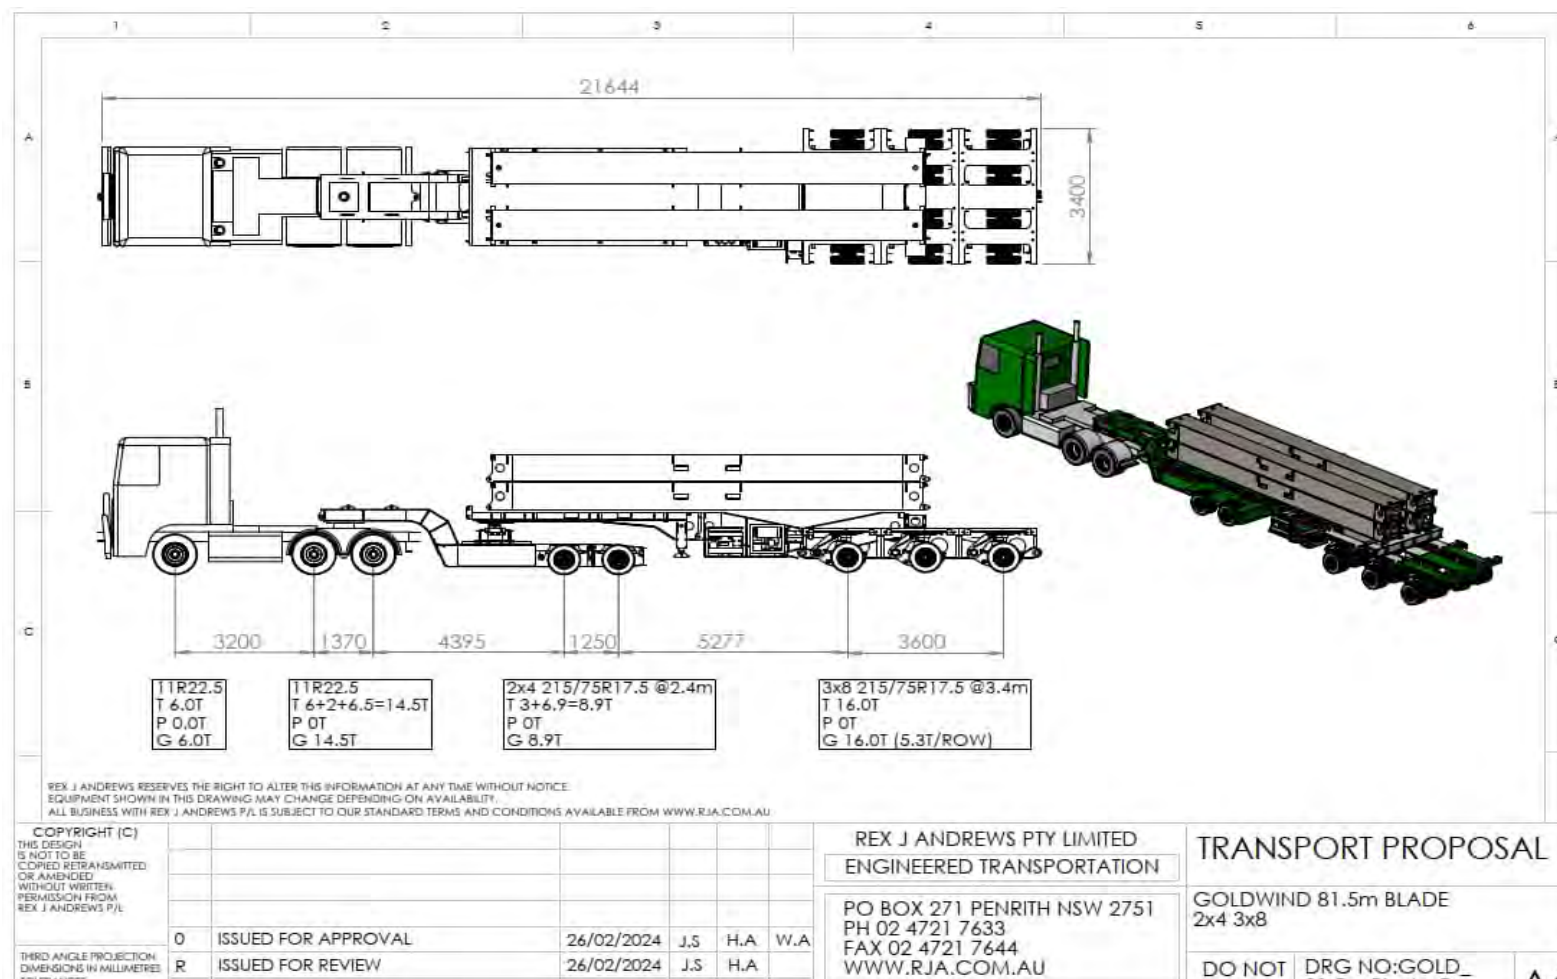 1 2 3 4 5 6
21644
A
3400
B
C
3200 1370 4395 1250 5277 3600
11R22.5
T 6.0T
P 0.0T
G 6.0T
11R22.5
T 6+2+6.5=14.5T
P 0T
G 14.5T
2x4 215/75R17.5 @2.4m
T 3+6.9=8.9T
P 0T
G 8.9T
3x8 215/75R17.5 @3.4m
T 16.0T
P 0T
G 16.0T (5.3T/ROW)
REX J ANDREWS RESERVES THE RIGHT TO ALTER THIS INFORMATION AT ANY TIME WITHOUT NOTICE.
EQUIPMENT SHOWN IN THIS DRAWING MAY CHANGE DEPENDING ON AVAILABILITY.
ALL BUSINESS WITH REX J ANDREWS P/L IS SUBJECT TO OUR STANDARD TERMS AND CONDITIONS AVAILABLE FROM WWW.RJA.COM.AU
COPYRIGHT (C)
THIS DESIGN
IS NOT TO BE
COPIED RETRANSMITTED
OR AMENDED
WITHOUT WRITTEN
PERMISSION FROM
REX J ANDREWS P/L
THIRD ANGLE PROJECTION
DIMENSIONS IN MILLIMETRES
0 ISSUED FOR APPROVAL 26/02/2024 J.S H.A W.A
R ISSUED FOR REVIEW 26/02/2024 J.S H.A
REX J ANDREWS PTY LIMITED
ENGINEERED TRANSPORTATION
PO BOX 271 PENRITH NSW 2751
PH 02 4721 7633
FAX 02 4721 7644
WWW.RJA.COM.AU
TRANSPORT PROPOSAL
GOLDWIND 81.5m BLADE
2x4 3x8
DO NOT
DRG NO:GOLD_